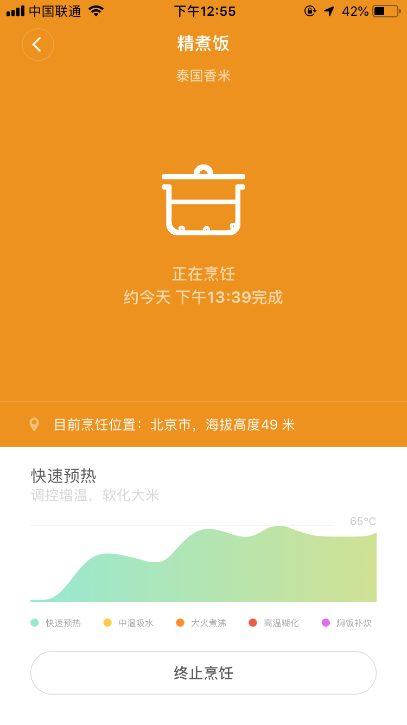 中国联通 下午12:55 42%
精煮饭
泰国香米
正在烹饪
约今天 下午13:39完成
目前烹饪位置：北京市，海拔高度49 米
快速预热
调控增温，软化大米
65°C
快速预热 中温吸水 大火煮沸 高温糊化 焖饭补炊
终止烹饪